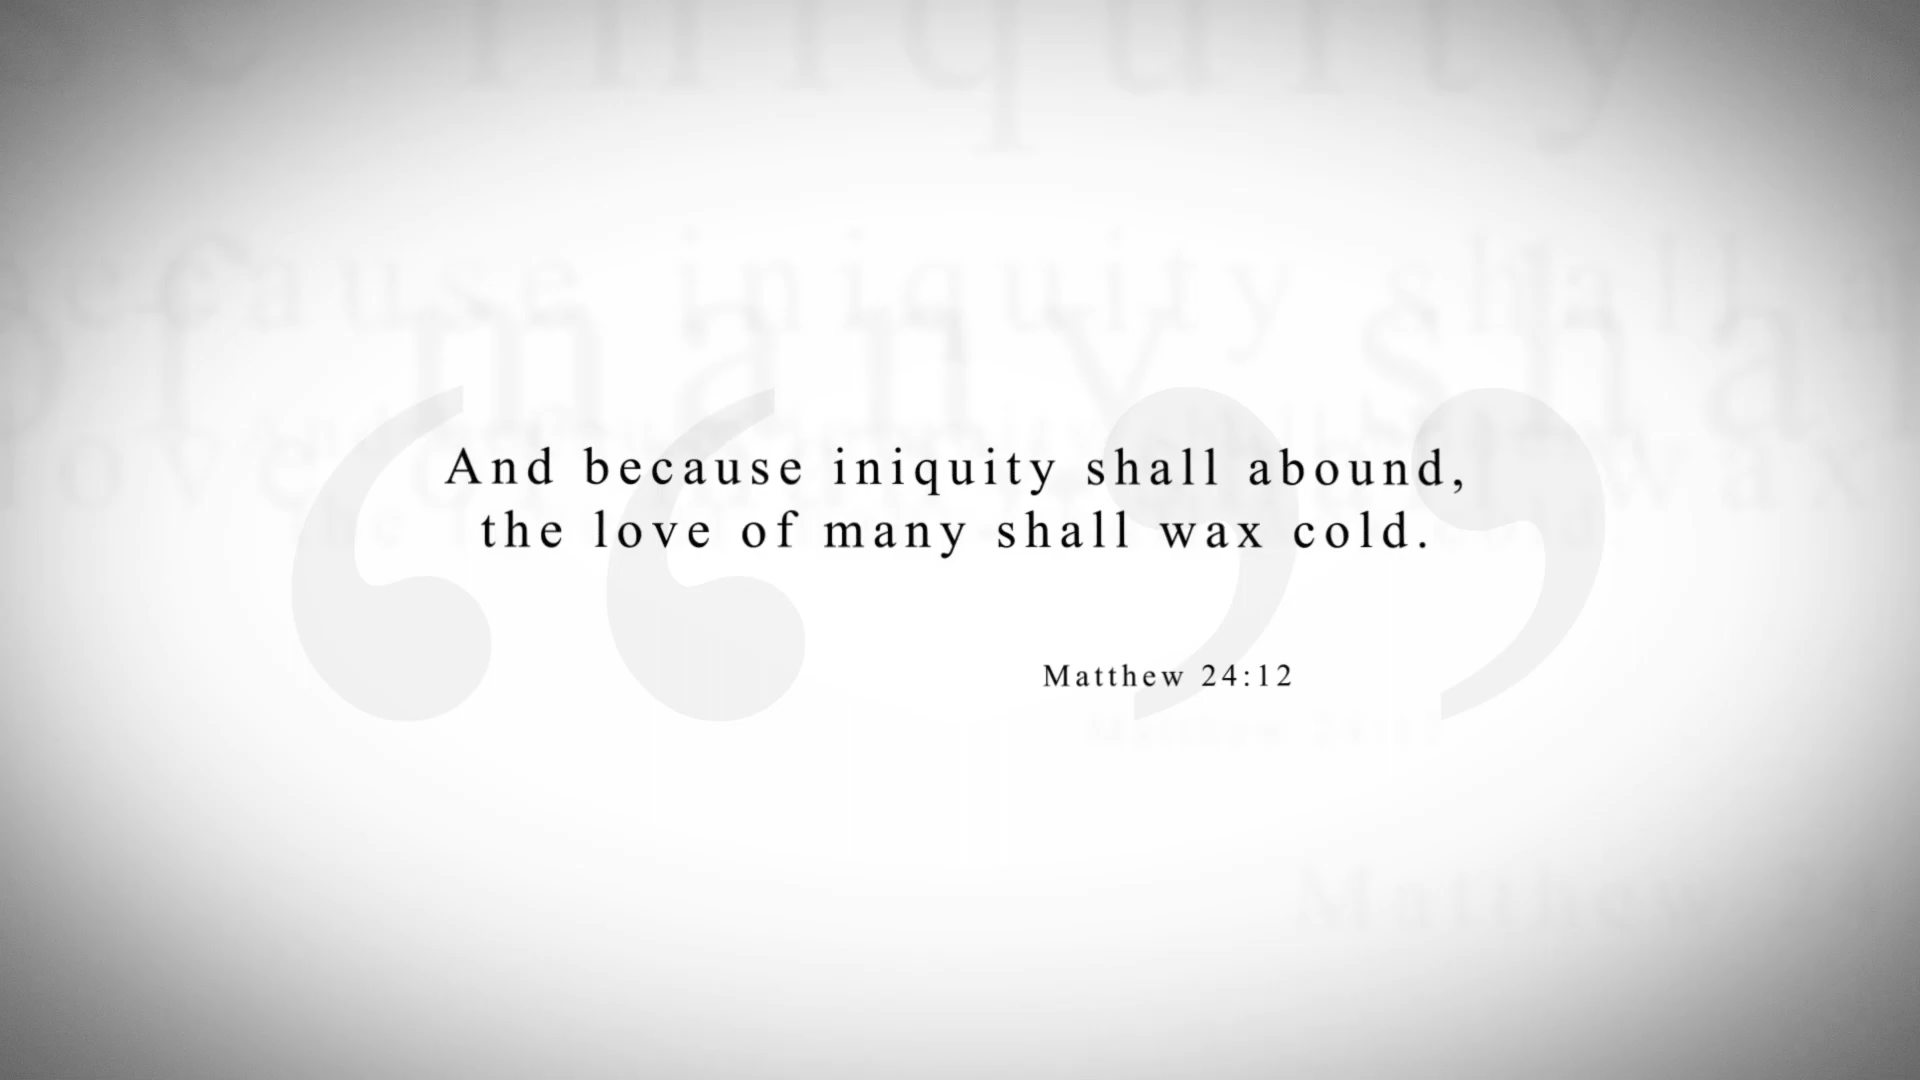 And because iniquity shall abound,
the love of many shall wax cold.
Matthew 24:12